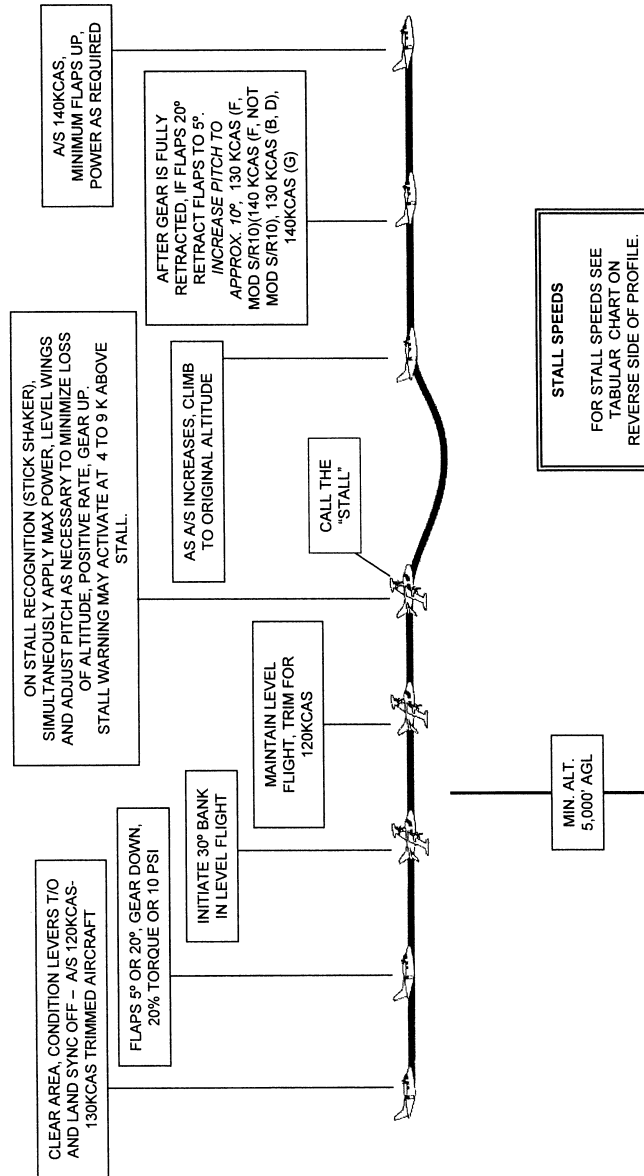 CLEAR AREA, CONDITION LEVERS T/O
AND LAND SYNC OFF – A/S 120KCAS-
130KCAS TRIMMED AIRCRAFT
FLAPS 5º OR 20º, GEAR DOWN,
20% TORQUE OR 10 PSI
INITIATE 30º BANK
IN LEVEL FLIGHT
MAINTAIN LEVEL
FLIGHT, TRIM FOR
120KCAS
ON STALL RECOGNITION (STICK SHAKER),
SIMULTANEOUSLY APPLY MAX POWER, LEVEL WINGS
AND ADJUST PITCH AS NECESSARY TO MINIMIZE LOSS
OF ALTITUDE, POSITIVE RATE, GEAR UP.
STALL WARNING MAY ACTIVATE AT 4 TO 9 K ABOVE
STALL.
CALL THE
"STALL"
AS A/S INCREASES, CLIMB
TO ORIGINAL ALTITUDE
AFTER GEAR IS FULLY
RETRACTED, IF FLAPS 20º
RETRACT FLAPS TO 5º.
INCREASE PITCH TO
APPROX. 10º, 130 KCAS (F,
MOD S/R10)(140 KCAS (F, NOT
MOD S/R10), 130 KCAS (B, D),
140KCAS (G)
A/S 140KCAS,
MINIMUM FLAPS UP,
POWER AS REQUIRED
MIN. ALT.
5,000' AGL
STALL SPEEDS
FOR STALL SPEEDS SEE
TABULAR CHART ON
REVERSE SIDE OF PROFILE.